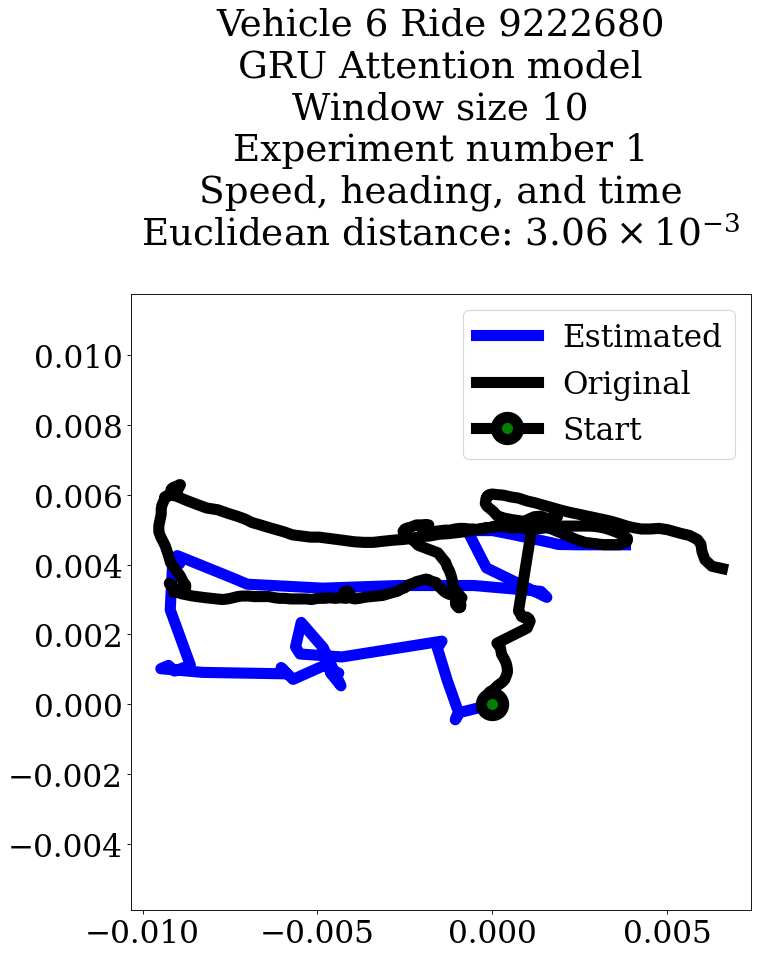 Vehicle 6 Ride 9222680
GRU Attention model
Window size 10
Experiment number 1
Speed, heading, and time
Euclidean distance: 3.06 × 10⁻³
Estimated
Original
Start
0.010
0.008
0.006
0.004
0.002
0.000
−0.002
−0.004
−0.010 −0.005 0.000 0.005